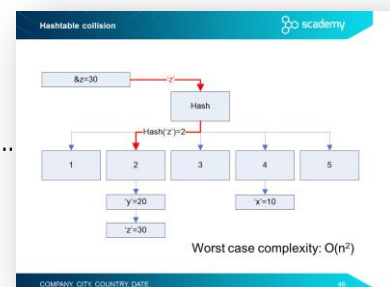 Hashtable collision
scademy
&z=30
'z'
Hash
Hash('z')=2
..
1
2
3
4
5
'y'=20
'x'=10
'z'=30
Worst case complexity: O(n²)
COMPANY, CITY, COUNTRY, DATE
46